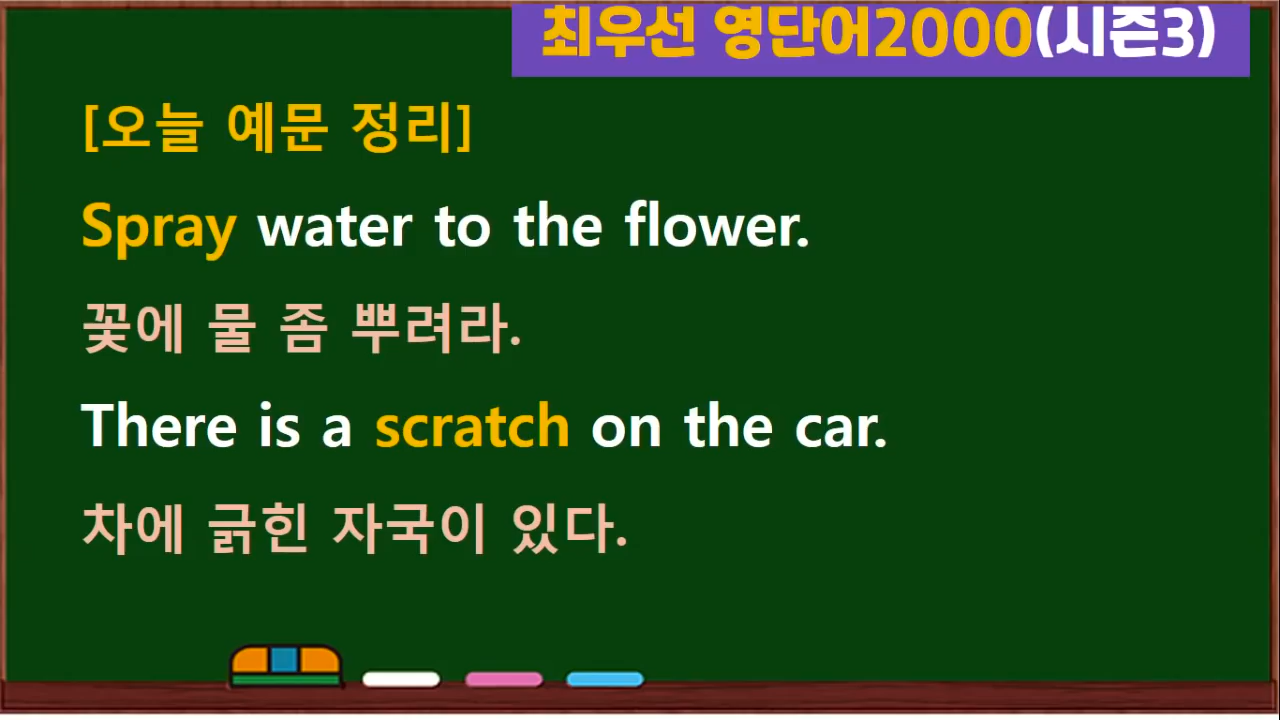 최우선 영단어2000(시즌3)
[오늘 예문 정리]
Spray water to the flower.
꽃에 물 좀 뿌려라.
There is a scratch on the car.
차에 긁힌 자국이 있다.